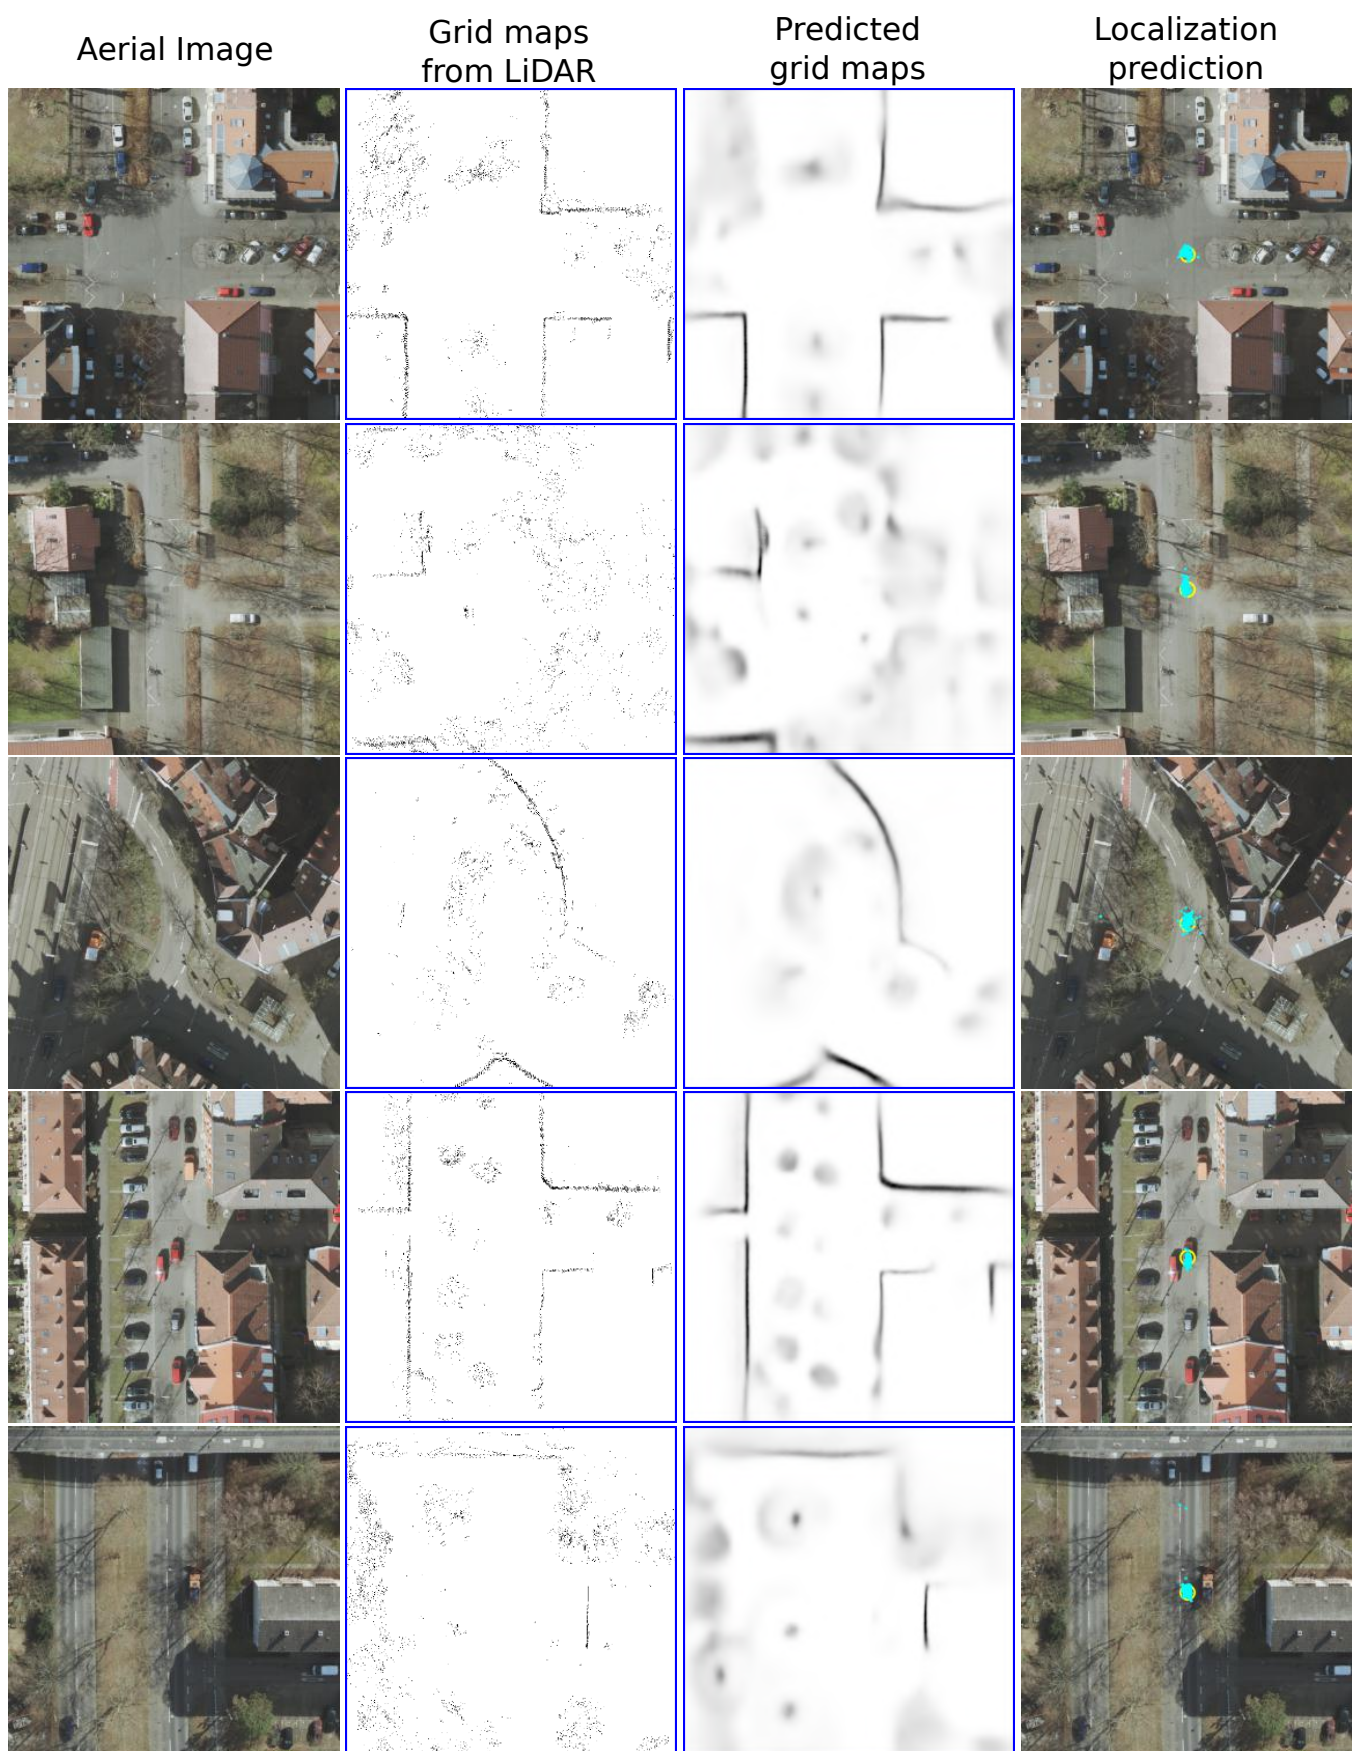 Aerial Image
Grid maps
from LiDAR
Predicted
grid maps
Localization
prediction